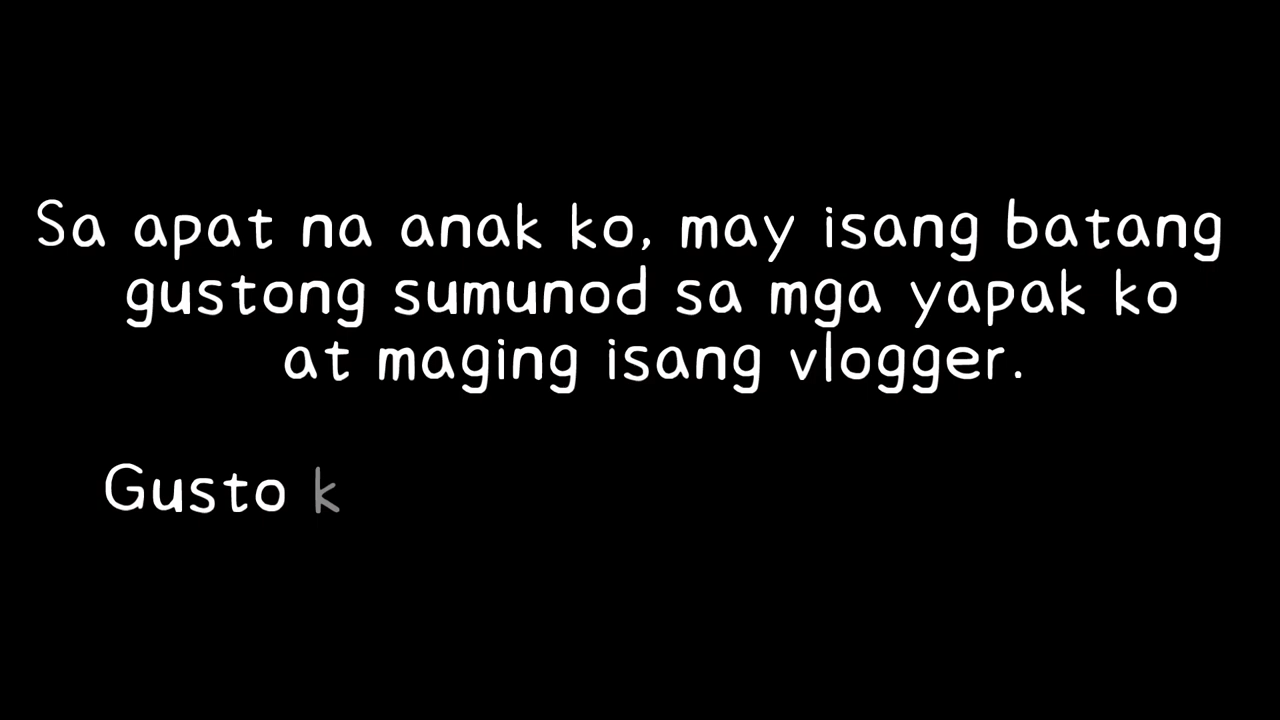 Sa apat na anak ko, may isang batang
gustong sumunod sa mga yapak ko
at maging isang vlogger.
Gusto k